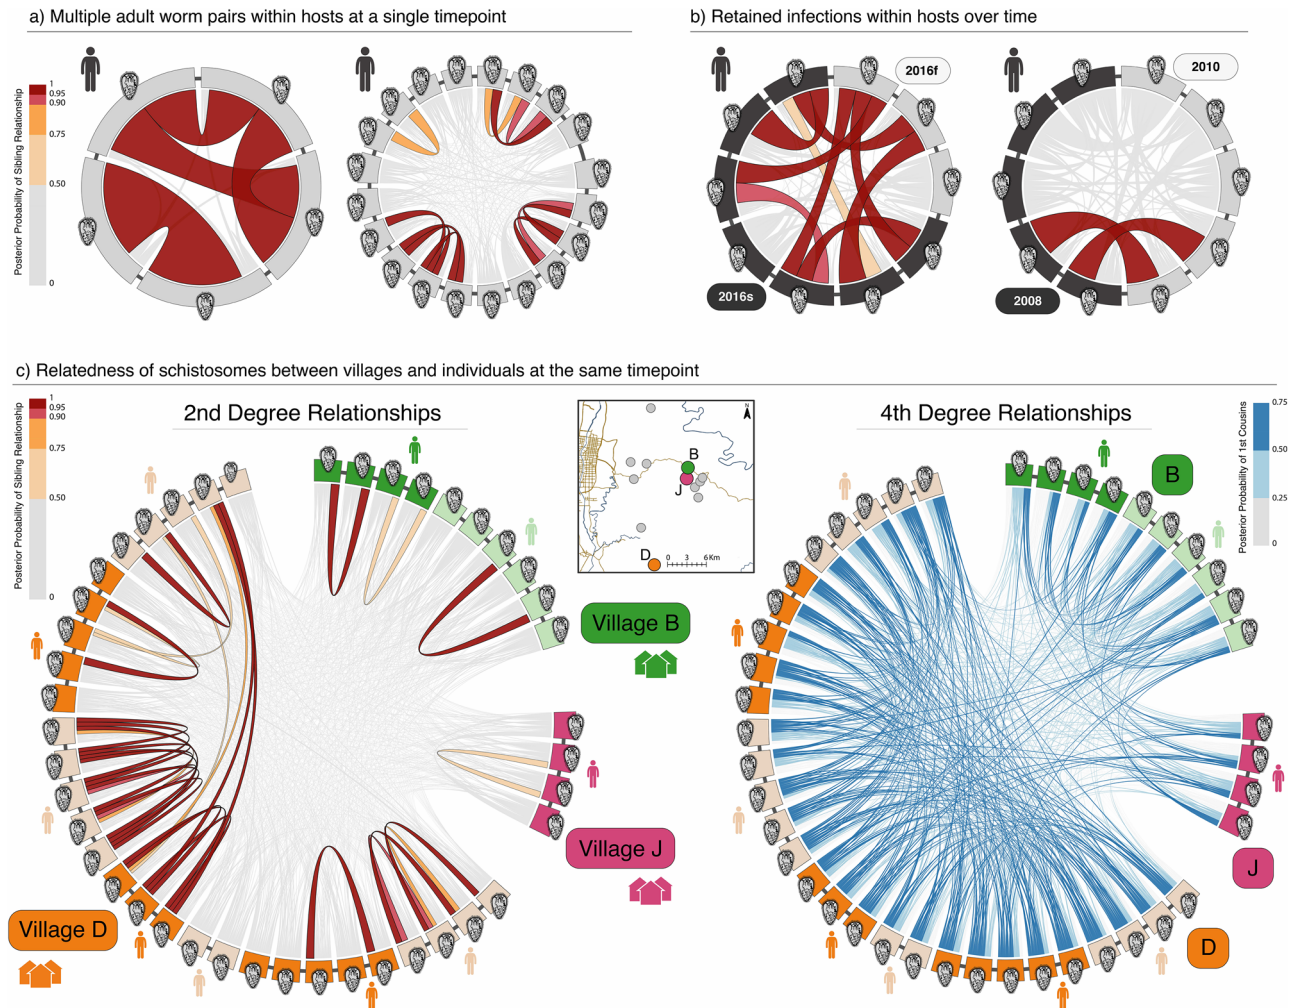 a) Multiple adult worm pairs within hosts at a single timepoint
b) Retained infections within hosts over time
Posterior Probability of Sibling Relationship
1
0.95
0.90
0.75
0.50
0
2016f
2016s
2010
2008
c) Relatedness of schistosomes between villages and individuals at the same timepoint
Posterior Probability of Sibling Relationship
1
0.95
0.90
0.75
0.50
0
2nd Degree Relationships
N
B
J
D
0 3 6 Km
4th Degree Relationships
Posterior Probability of 1st Cousins
0.75
0.50
0.25
0
B
Village B
Village J
J
Village D
D